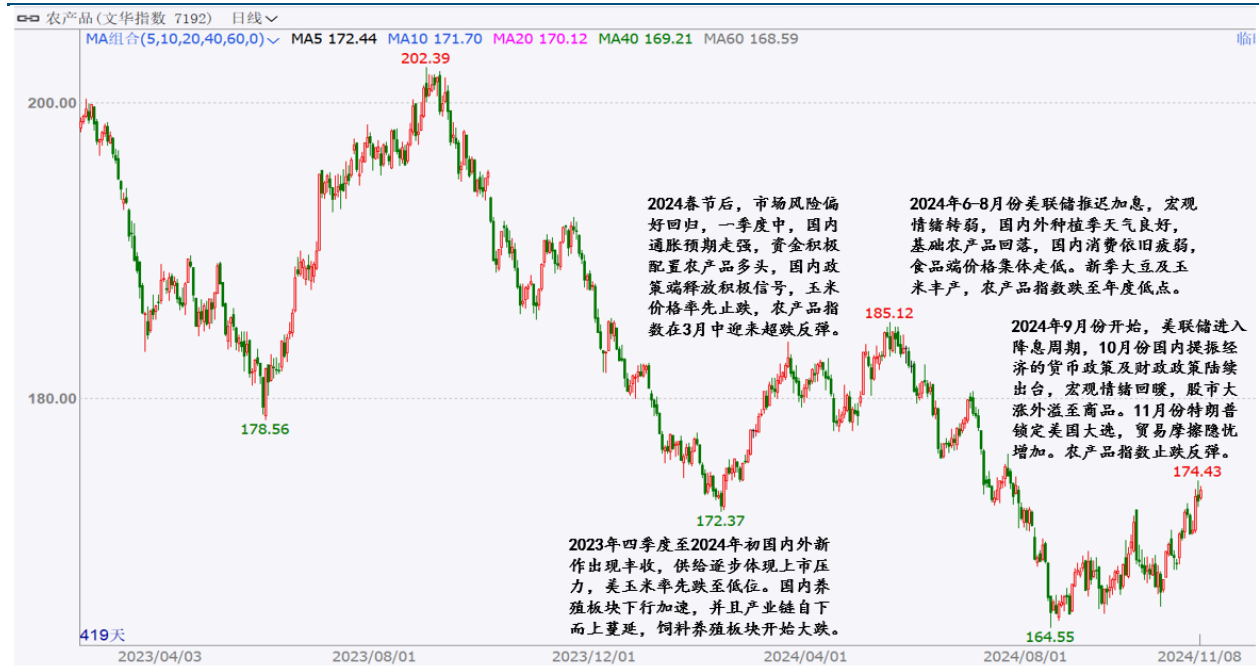 农产品(文华指数 7192) 日线
MA组合(5,10,20,40,60,0) MA5 172.44 MA10 171.70 MA20 170.12 MA40 169.21 MA60 168.59
202.39
200.00
2024春节后，市场风险偏
好回归，一季度中，国内
通胀预期走强，资金积极
配置农产品多头，国内政
策端释放积极信号，玉米
价格率先止跌，农产品指
数在3月中迎来超跌反弹。
2024年6-8月份美联储推迟加息，宏观
情绪转弱，国内外种植季天气良好，
基础农产品回落，国内消费依旧疲弱，
食品端价格集体走低。新季大豆及玉
米丰产，农产品指数跌至年度低点。
185.12
2024年9月份开始，美联储进入
降息周期，10月份国内提振经
济的货币政策及财政政策陆续
出台，宏观情绪回暖，股市大
涨外溢至商品。11月份特朗普
锁定美国大选，贸易摩擦隐忧
增加。农产品指数止跌反弹。
174.43
180.00
178.56
172.37
2023年四季度至2024年初国内外新
作出现丰收，供给逐步体现上市压
力，美玉米率先跌至低位。国内养
殖板块下行加速，并且产业链自下
而上蔓延，饲料养殖板块开始大跌。
164.55
419天
2023/04/03 2023/08/01 2023/12/01 2024/04/01 2024/08/01 2024/11/08